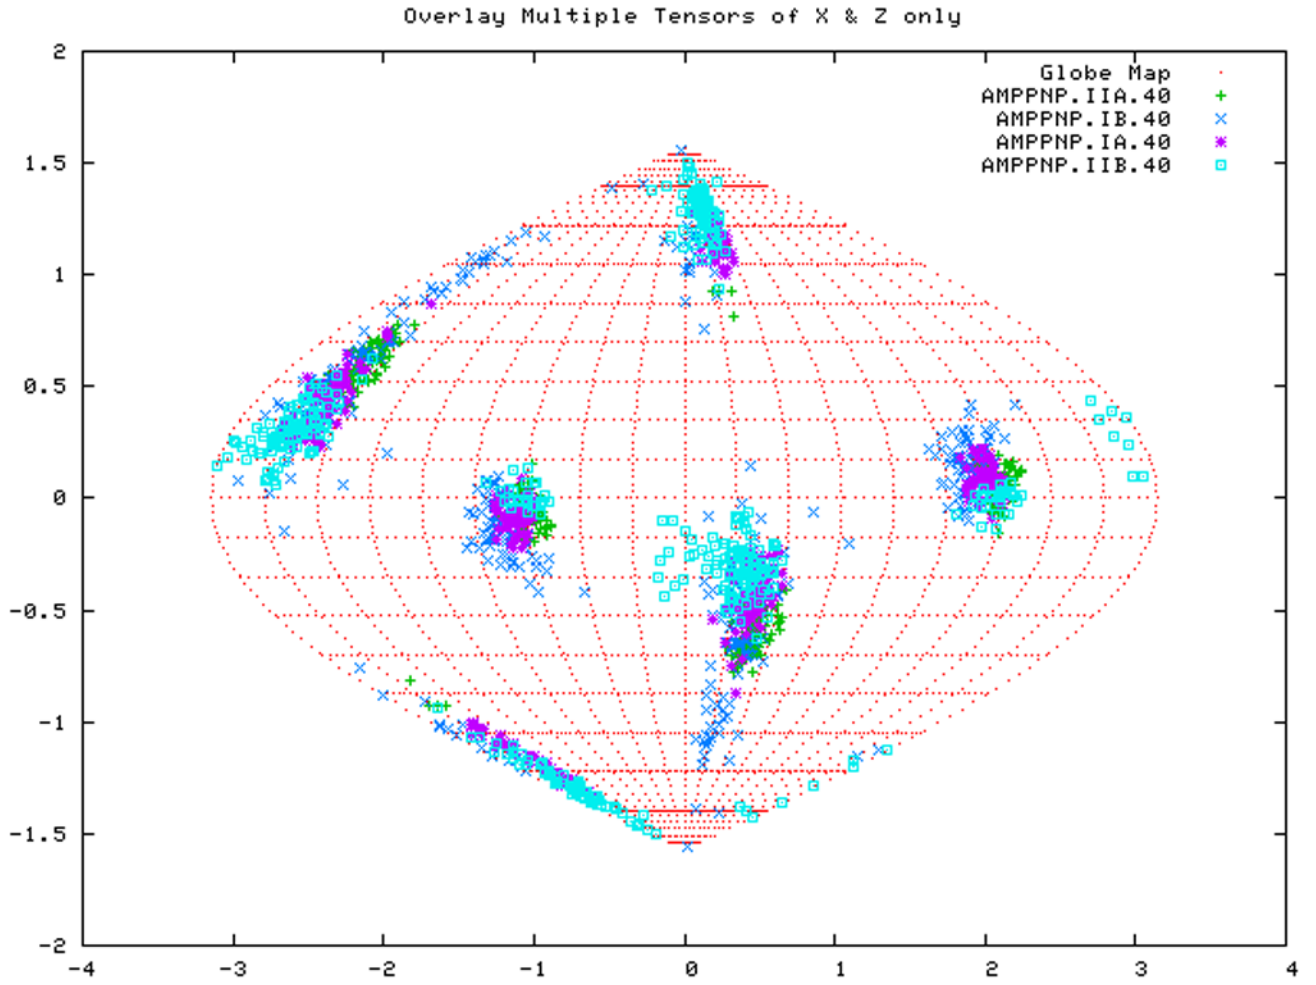 Overlay Multiple Tensors of X & Z only
2
Globe Map
AMPPNP.IIA.40
AMPPNP.IB.40
AMPPNP.IA.40
AMPPNP.IIB.40
1.5
1
0.5
0
-0.5
-1
-1.5
-2
-4 -3 -2 -1 0 1 2 3 4